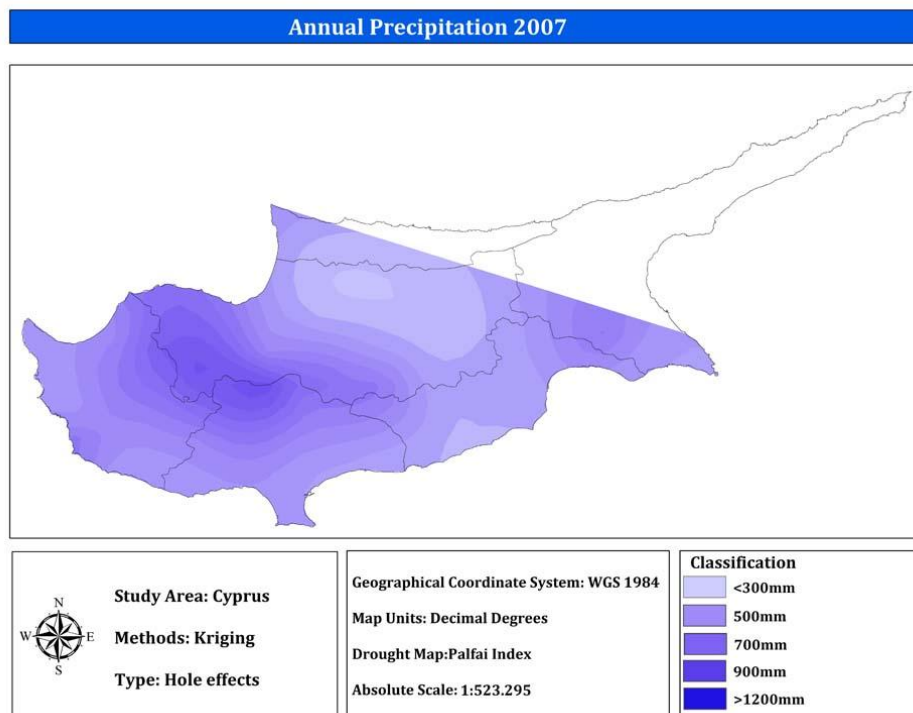 Annual Precipitation 2007
N
W E
S
Study Area: Cyprus
Methods: Kriging
Type: Hole effects
Geographical Coordinate System: WGS 1984
Map Units: Decimal Degrees
Drought Map:Palfai Index
Absolute Scale: 1:523.295
Classification
<300mm
500mm
700mm
900mm
>1200mm